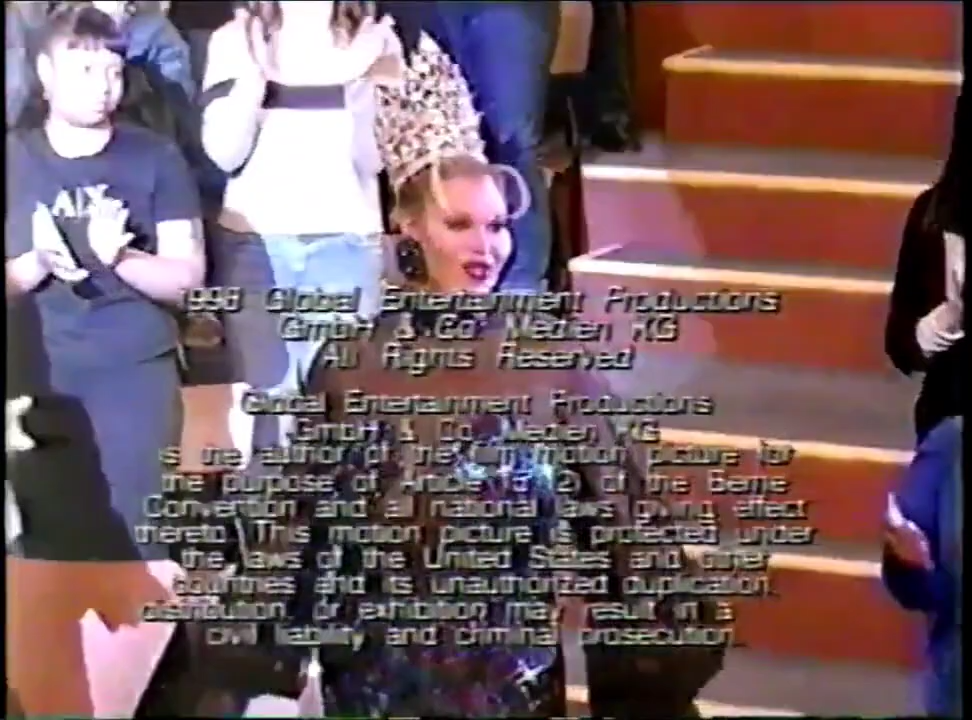 AIX
1998 Global Entertainment Productions
GmbH & Co. Medien KG
All Rights Reserved
Global Entertainment Productions
GmbH & Co. Medien KG
is the author of the film motion picture for
the purpose of Article 15 (2) of the Berne
Convention and all national laws giving effect
thereto. This motion picture is protected under
the laws of the United States and other
countries and its unauthorized duplication,
distribution, or exhibition may result in a
civil liability and criminal prosecution.